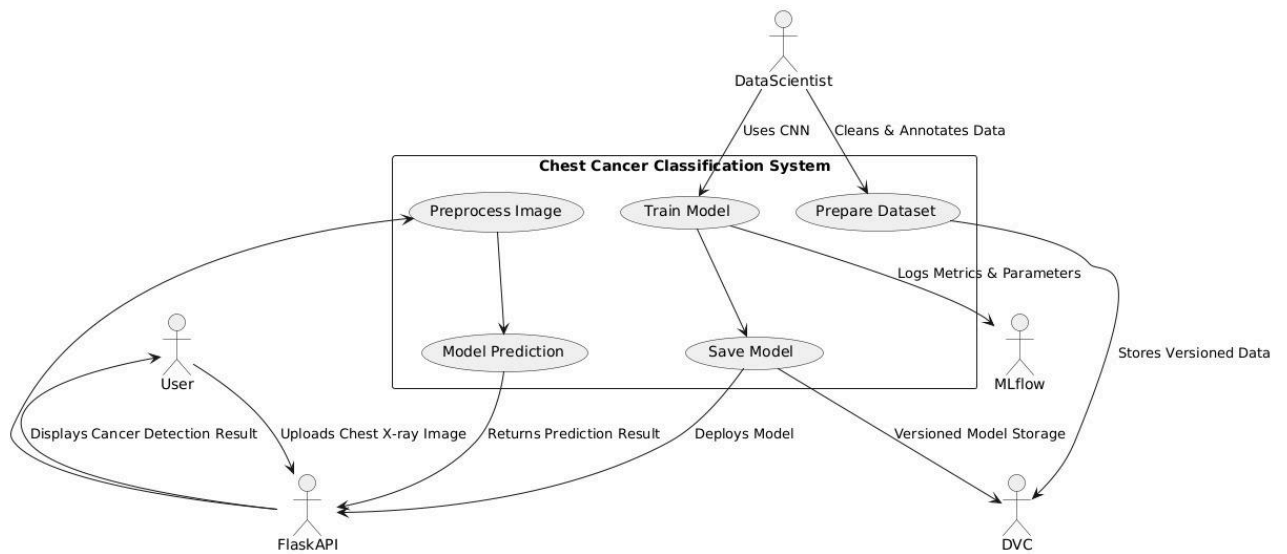 DataScientist
Uses CNN
Cleans & Annotates Data
Chest Cancer Classification System
Preprocess Image
Train Model
Prepare Dataset
Logs Metrics & Parameters
Model Prediction
Save Model
Stores Versioned Data
User
MLflow
Displays Cancer Detection Result
Uploads Chest X-ray Image
Returns Prediction Result
Deploys Model
Versioned Model Storage
FlaskAPI
DVC